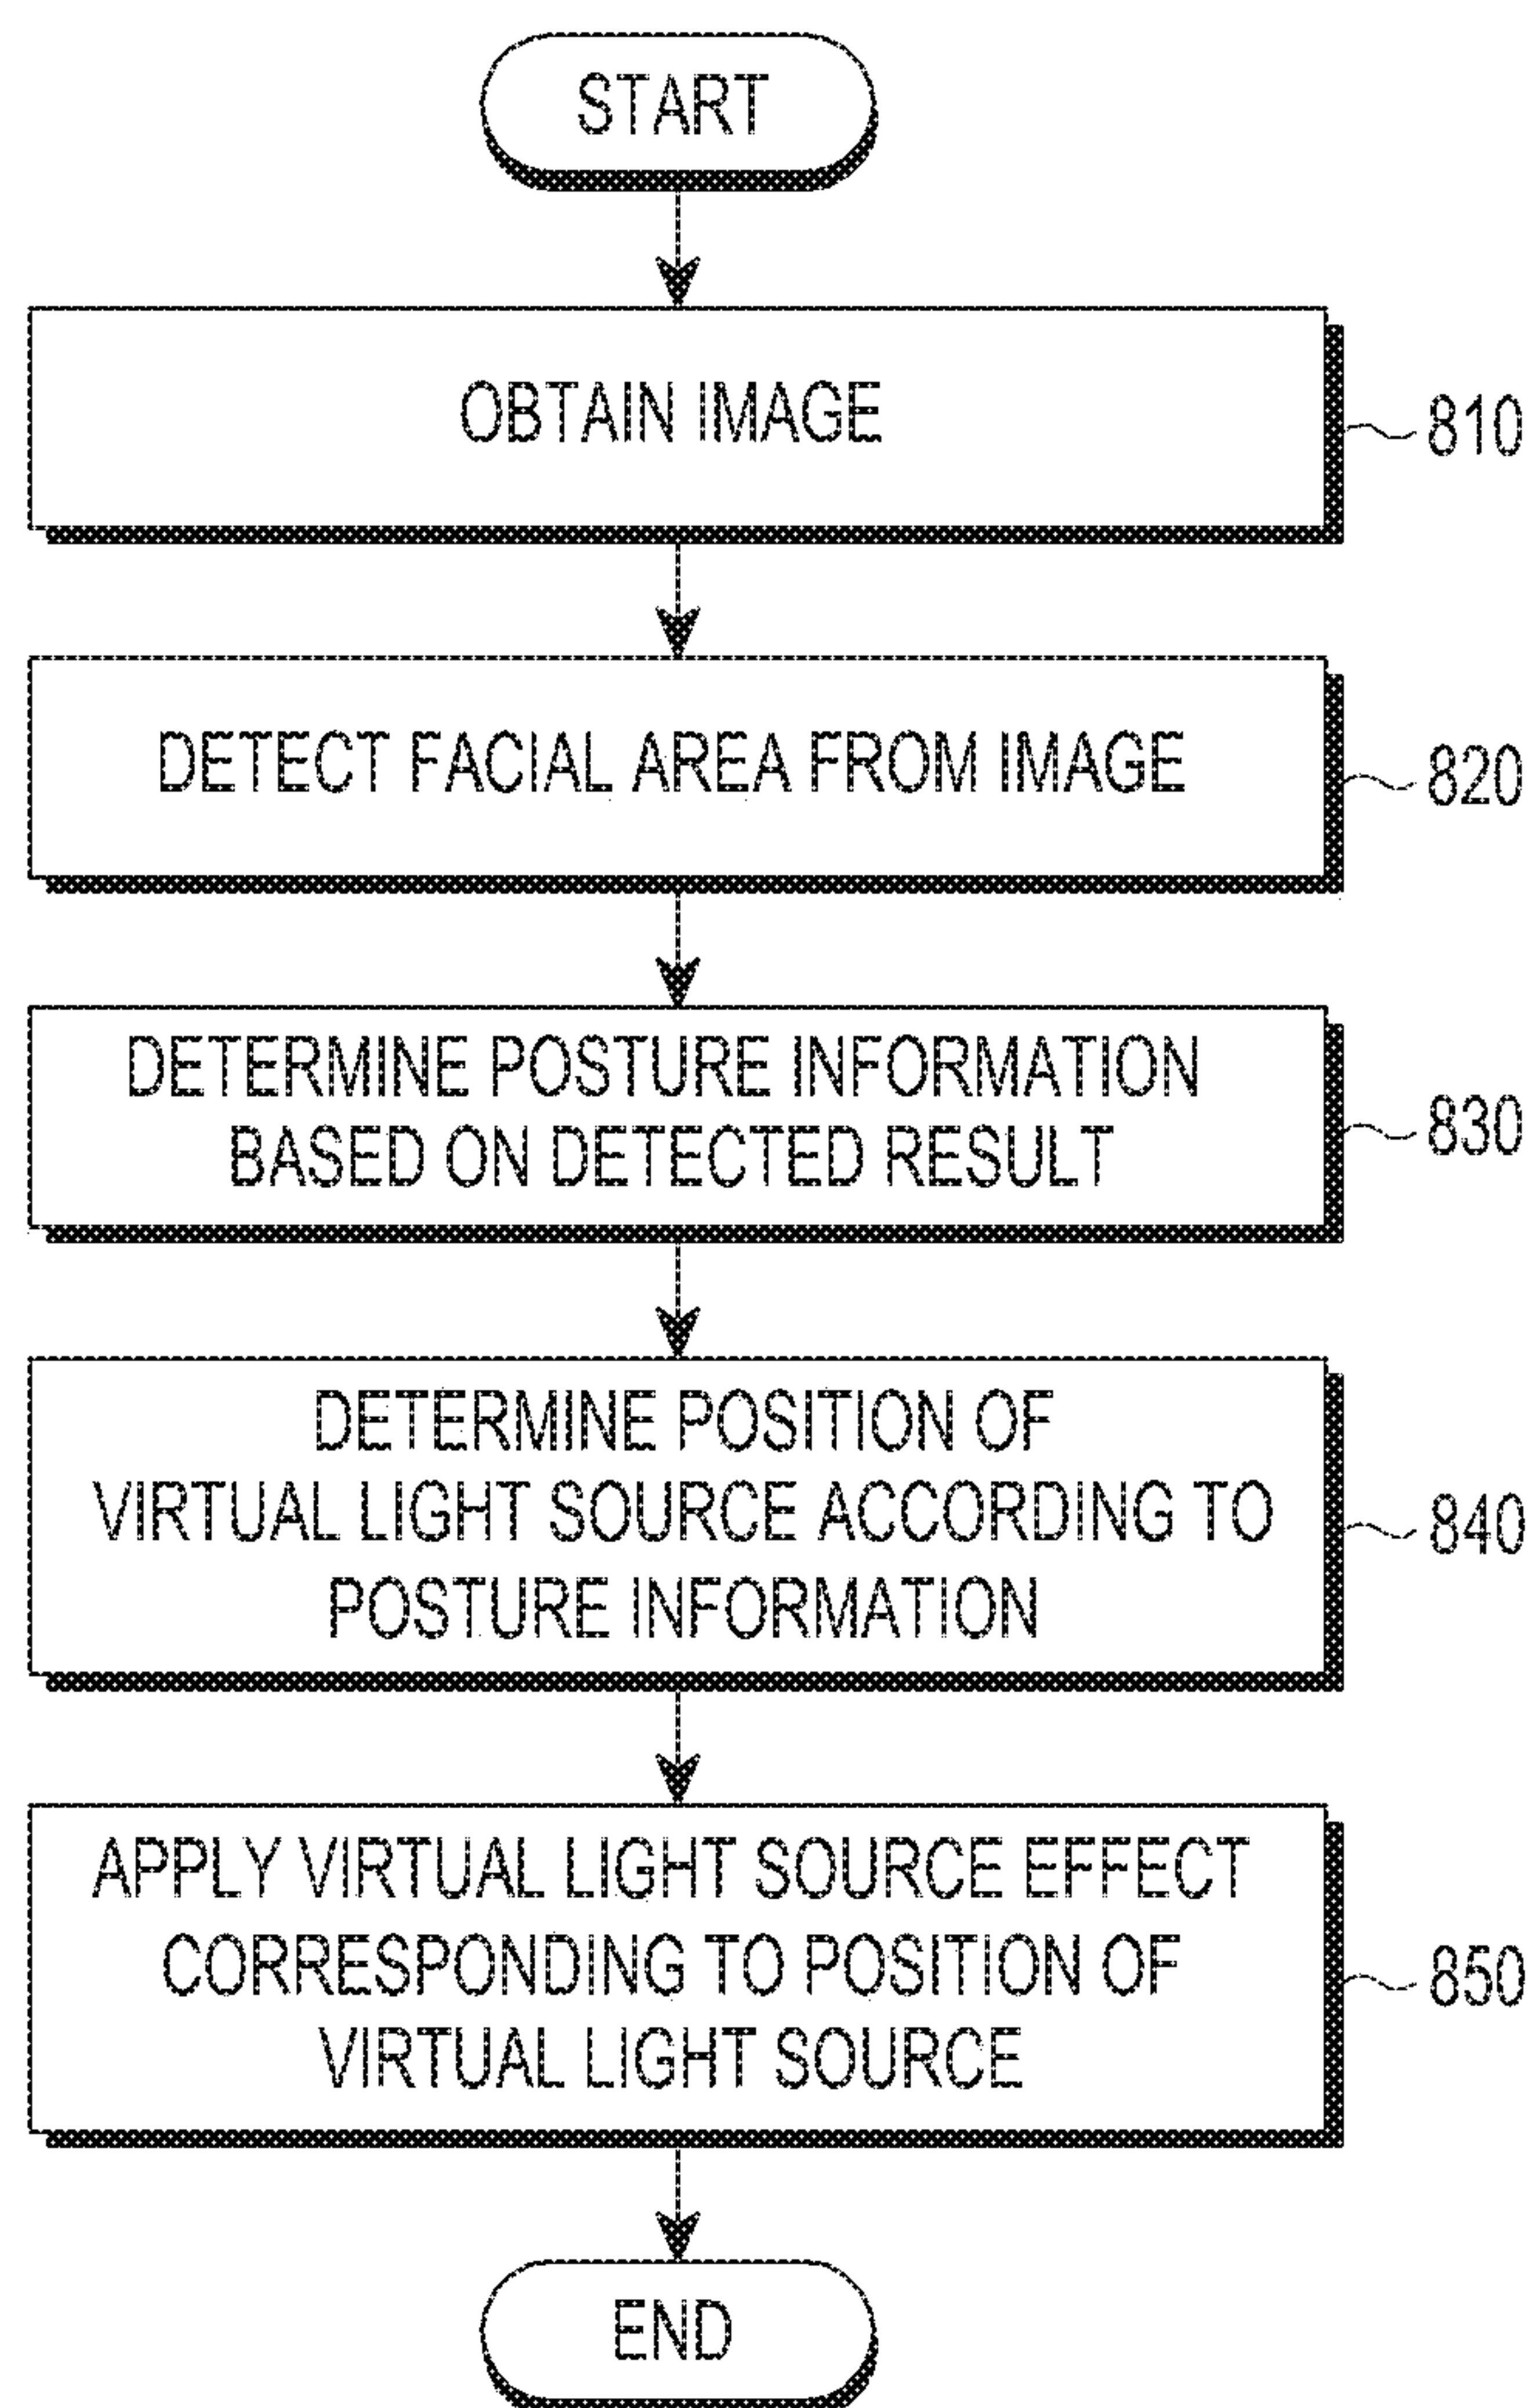 START
OBTAIN IMAGE
810
DETECT FACIAL AREA FROM IMAGE
820
DETERMINE POSTURE INFORMATION
BASED ON DETECTED RESULT
830
DETERMINE POSITION OF
VIRTUAL LIGHT SOURCE ACCORDING TO
POSTURE INFORMATION
840
APPLY VIRTUAL LIGHT SOURCE EFFECT
CORRESPONDING TO POSITION OF
VIRTUAL LIGHT SOURCE
850
END